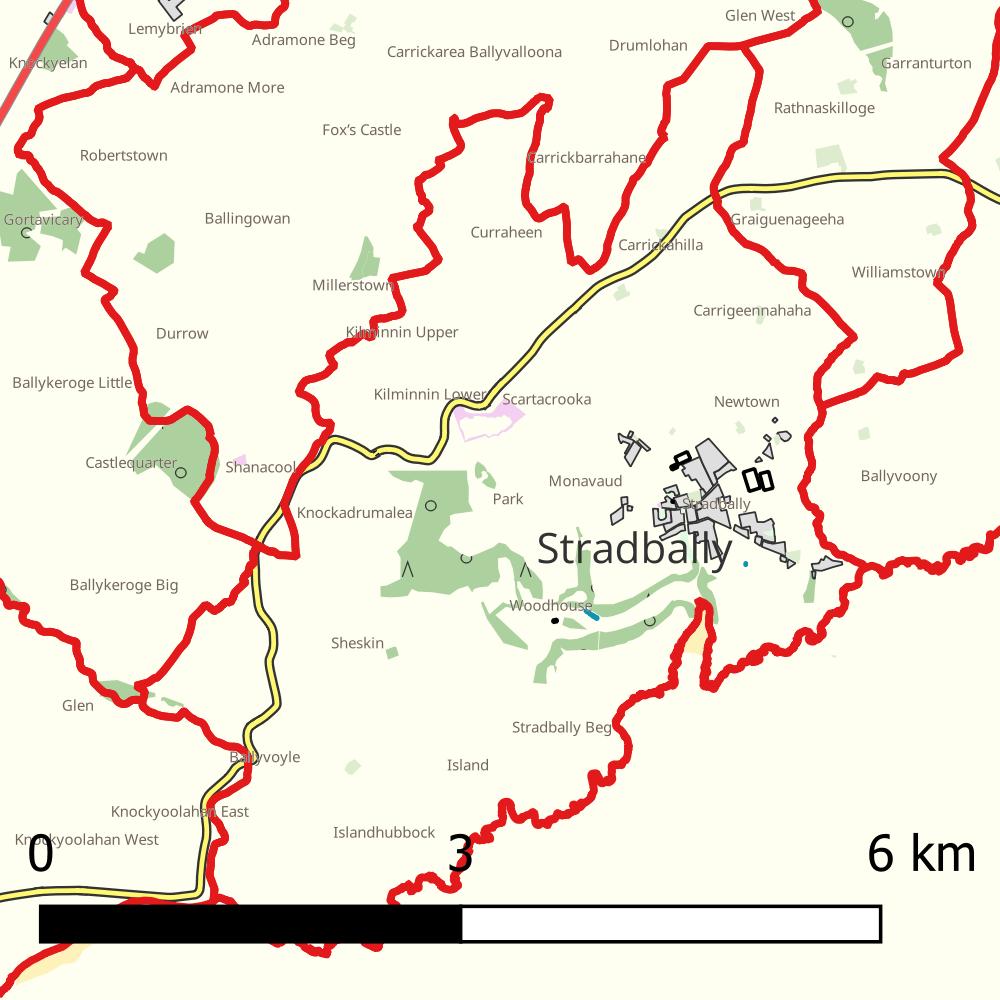 Glen West
Lemybrien
Adramone Beg
Drumlohan
Carrickarea Ballyvalloona
Knockyelan
Garranturton
Adramone More
Rathnaskilloge
Fox's Castle
Robertstown
Carrickbarrahane
Gortavicary
Ballingowan
Graiguenageeha
Curraheen
Carrickahilla
Williamstown
Millerstown
Carrigeennahaha
Durrow
Kilminnin Upper
Ballykeroge Little
Kilminnin Lower
Scartacrooka
Newtown
Castlequarter
Shanacool
Ballyvoony
Monavaud
Park
Stradbally
Knockadrumalea
Stradbally
Ballykeroge Big
Woodhouse
Sheskin
Glen
Stradbally Beg
Ballyvoyle
Island
Knockyoolahan East
Islandhubbock
Knockyoolahan West
0 3 6 km